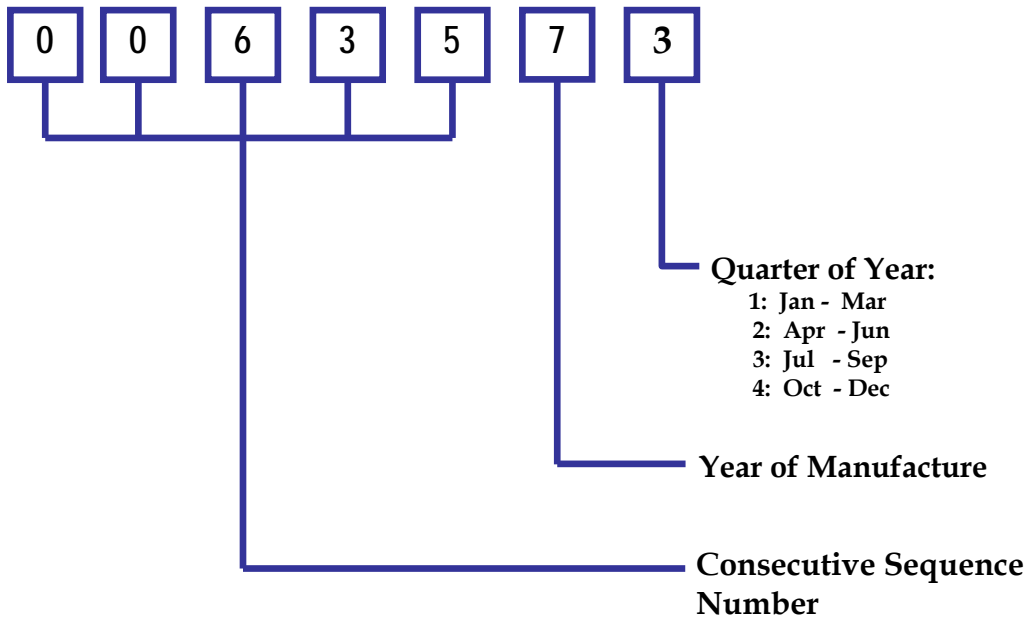 0 0 6 3 5 7 3
Quarter of Year:
1: Jan - Mar
2: Apr - Jun
3: Jul - Sep
4: Oct - Dec
Year of Manufacture
Consecutive Sequence
Number